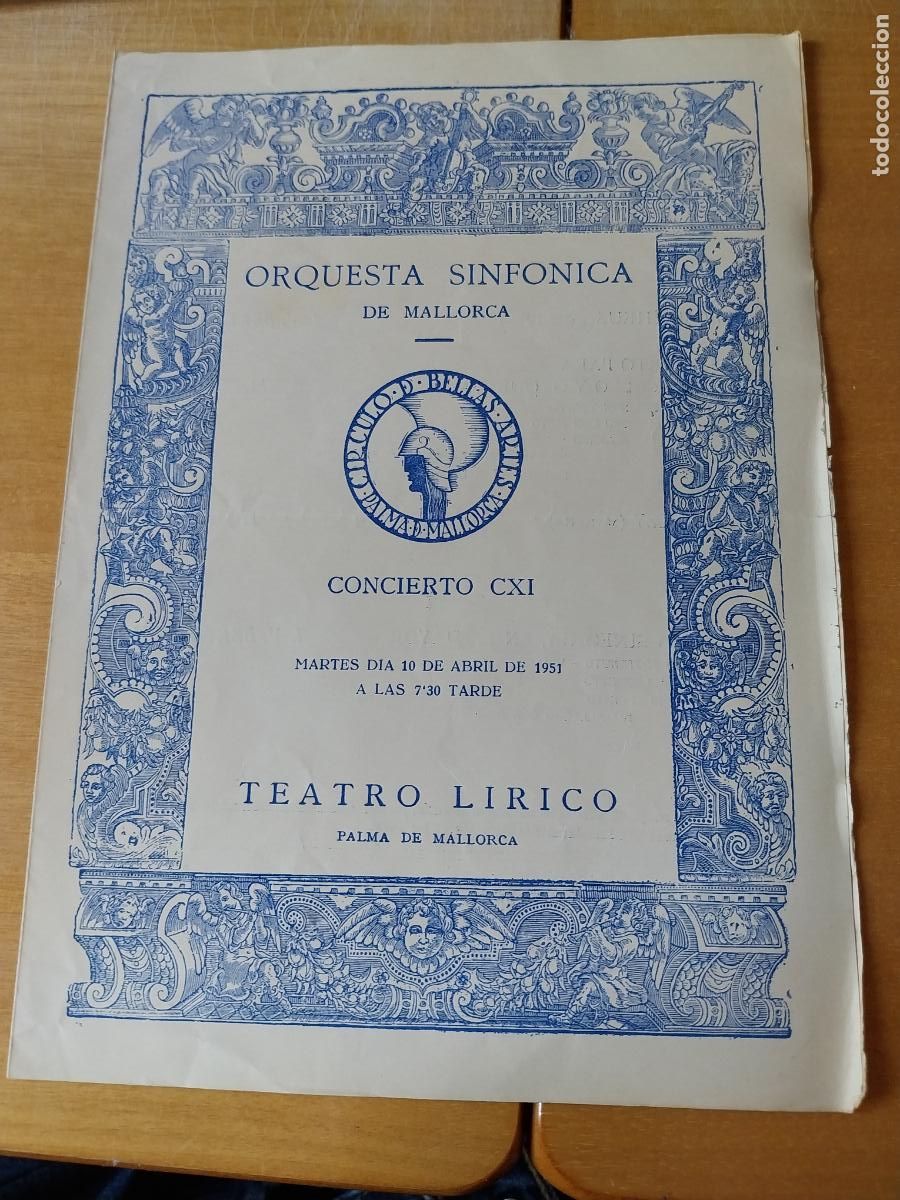 ORQUESTA SINFONICA
DE MALLORCA
CIRCULO·D·BELLAS·ARTES·
PALMA·D·MALLORCA·
CONCIERTO CXI
MARTES DIA 10 DE ABRIL DE 1951
A LAS 7'30 TARDE
TEATRO LIRICO
PALMA DE MALLORCA
todocoleccion